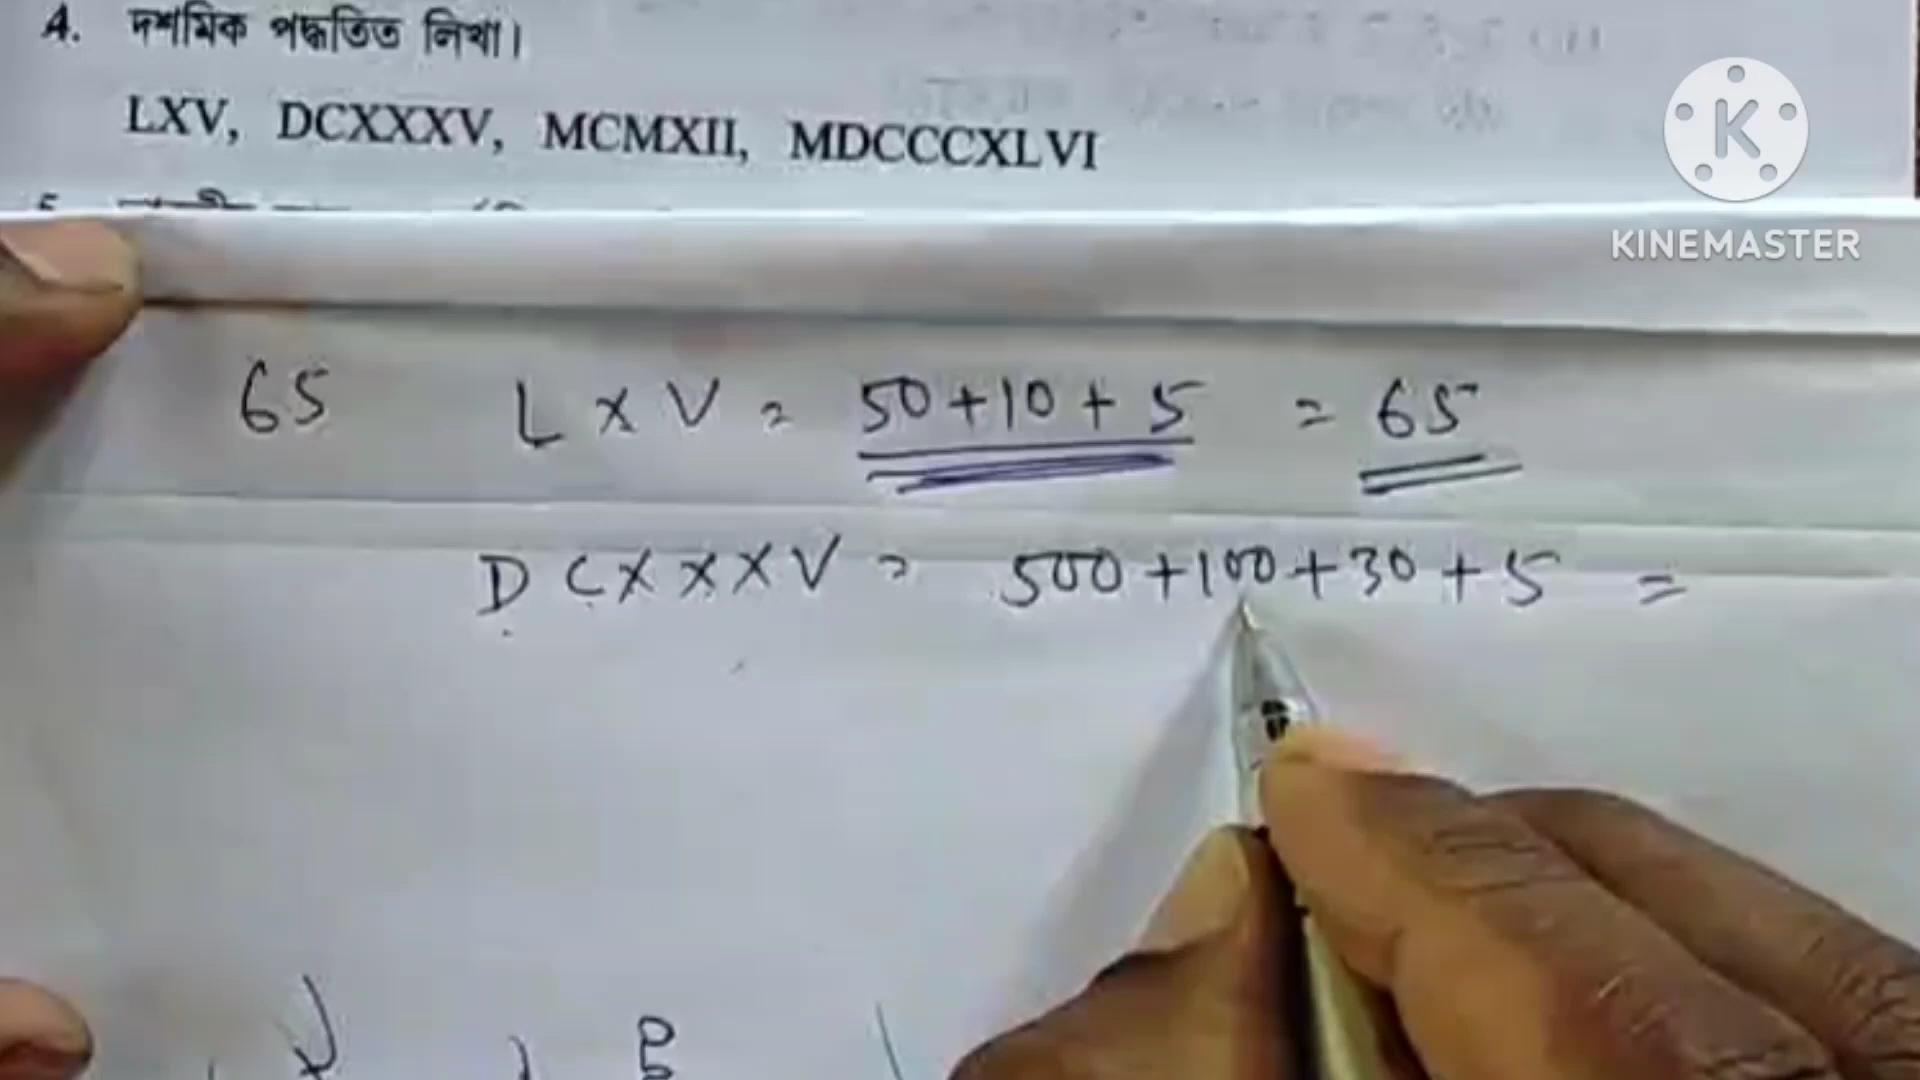 4. দশমিক পদ্ধতিত লিখা।
LXV, DCXXXV, MCMXII, MDCCCXLVI
K
KINEMASTER
65 LXV = 50+10+5 = 65
DCXXXV = 500+100+30+5 =